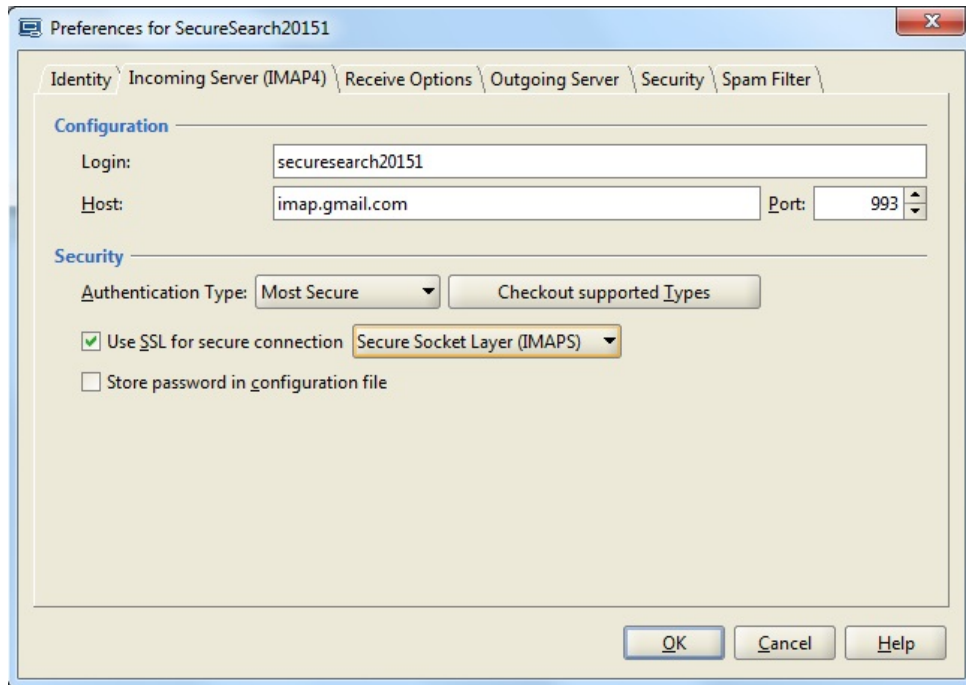 Preferences for SecureSearch20151
Identity Incoming Server (IMAP4) Receive Options Outgoing Server Security Spam Filter
Configuration
Login: securesearch20151
Host: imap.gmail.com Port: 993
Security
Authentication Type: Most Secure Checkout supported Types
Use SSL for secure connection Secure Socket Layer (IMAPS)
Store password in configuration file
OK Cancel Help